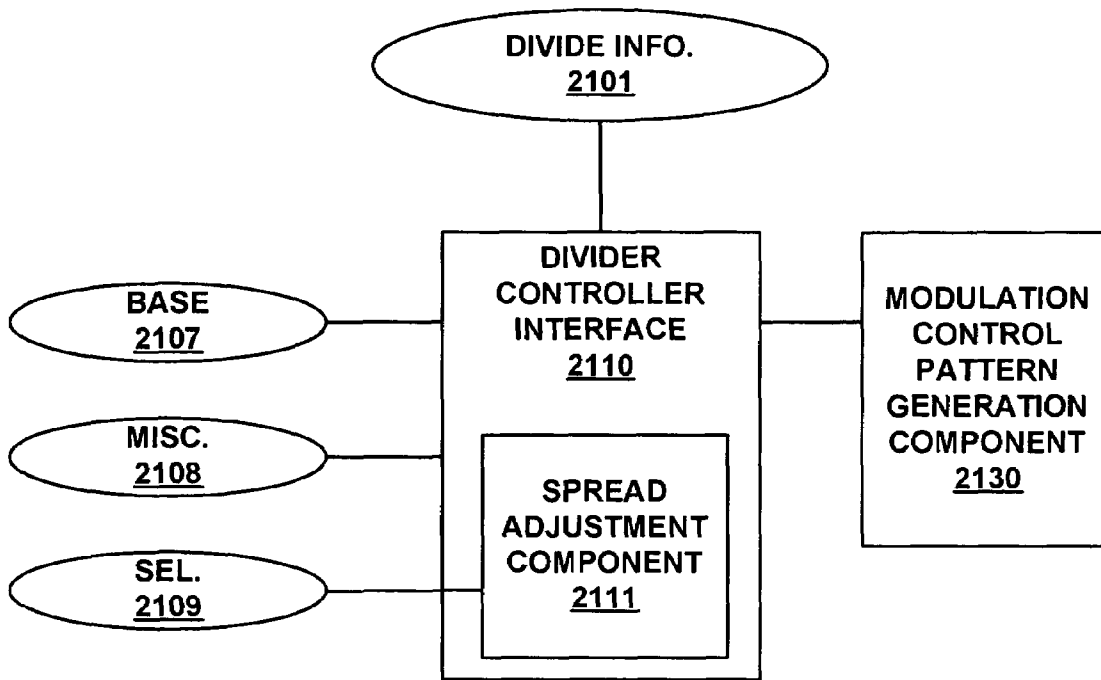 DIVIDE INFO.
2101
BASE
2107
MISC.
2108
SEL.
2109
DIVIDER
CONTROLLER
INTERFACE
2110
SPREAD
ADJUSTMENT
COMPONENT
2111
MODULATION
CONTROL
PATTERN
GENERATION
COMPONENT
2130